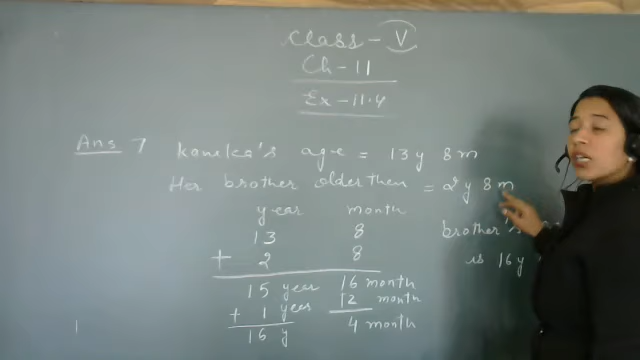 Class - V
Ch - 11
Ex - 11.4
Ans 7 Kanika's age = 13 y 8 m
Her brother older then = 2 y 8 m
year month
13 8
+ 2 8
15 year 16 month
+ 1 year 12 month
16 y 4 month
brother's
is 16 y